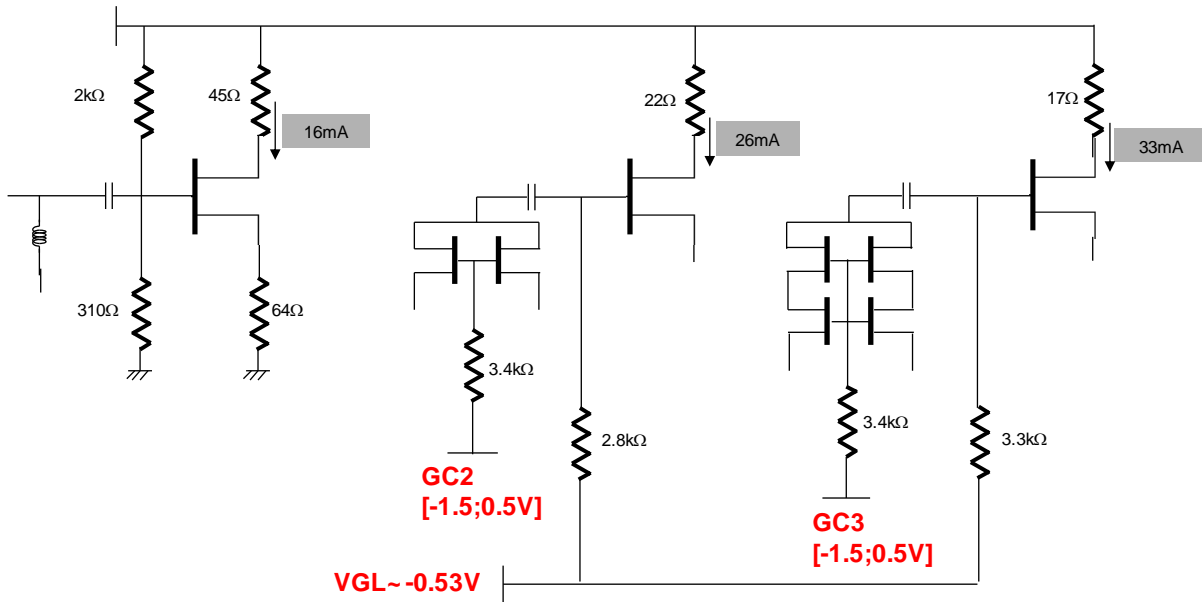 2kΩ
45Ω
16mA
22Ω
26mA
17Ω
33mA
310Ω
64Ω
3.4kΩ
2.8kΩ
3.4kΩ
3.3kΩ
GC2
[-1.5;0.5V]
GC3
[-1.5;0.5V]
VGL~ -0.53V